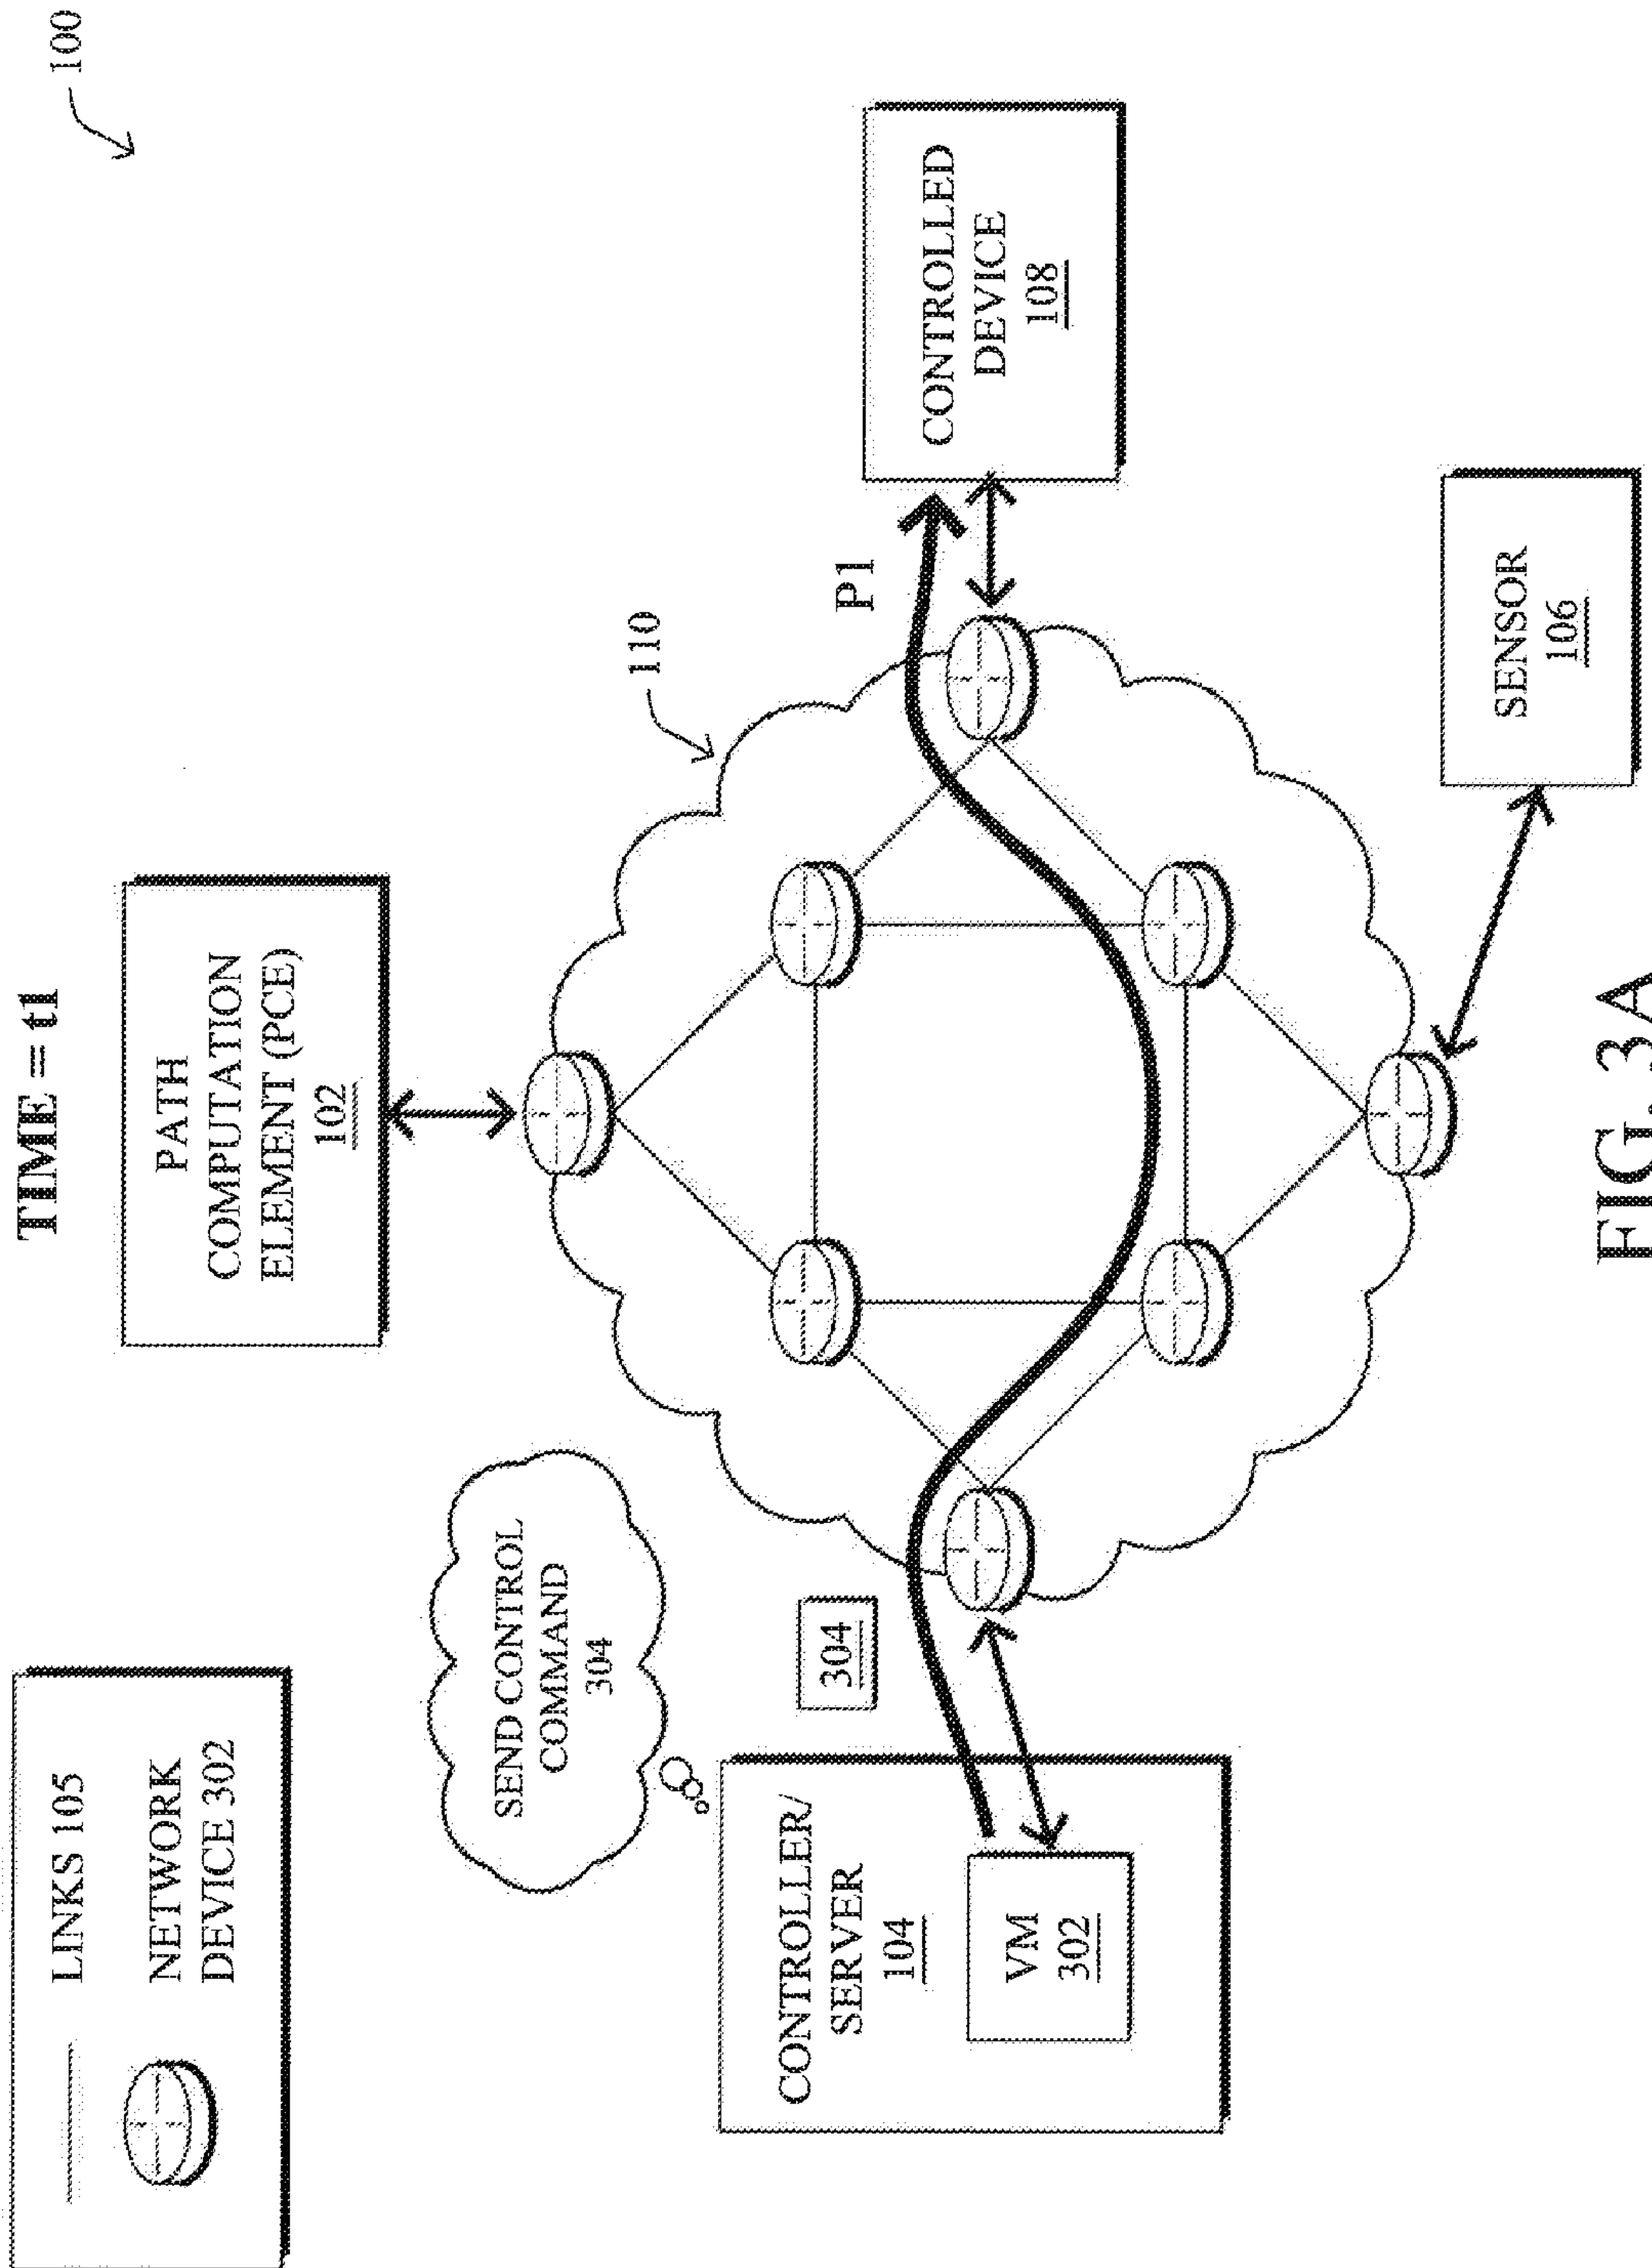 100
TIME = t1
LINKS 105
NETWORK
DEVICE 302
PATH
COMPUTATION
ELEMENT (PCE)
102
SEND CONTROL
COMMAND
304
110
CONTROLLER/
SERVER
104
VM
302
304
P1
CONTROLLED
DEVICE
108
SENSOR
106
FIG. 3A